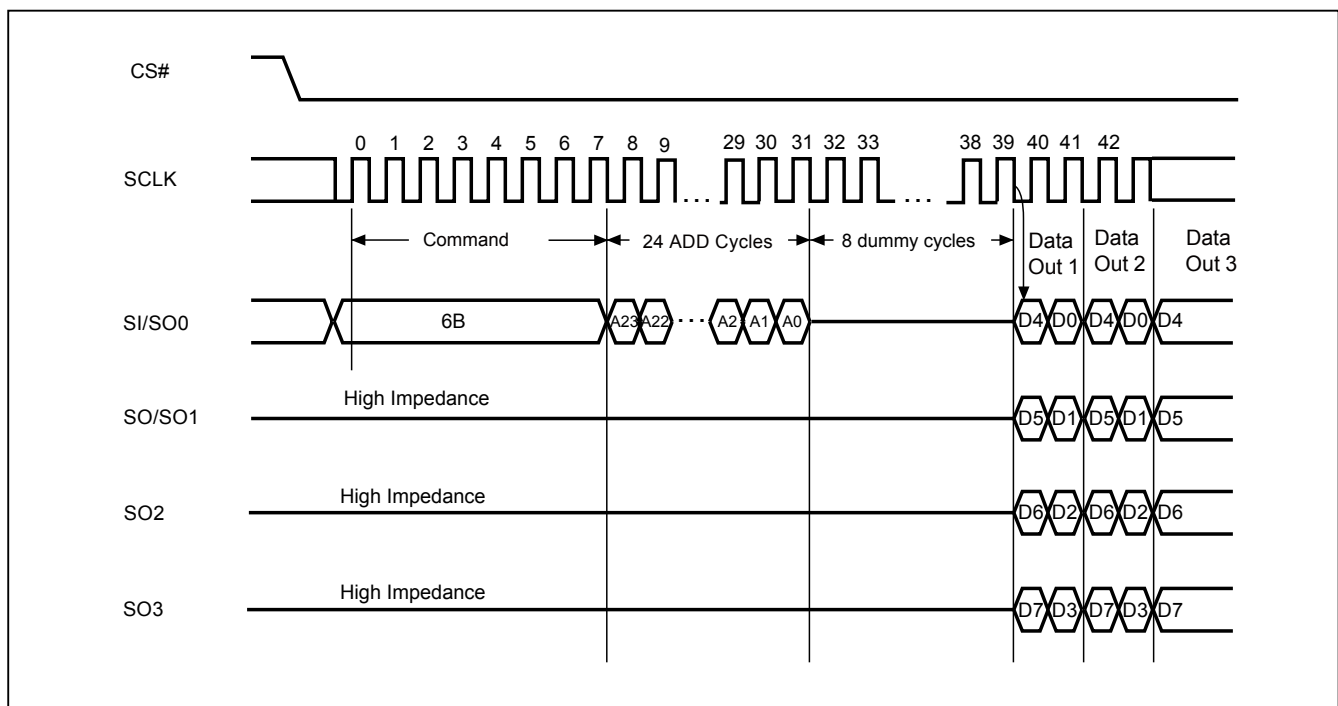 CS#
0 1 2 3 4 5 6 7 8 9 29 30 31 32 33 38 39 40 41 42
SCLK
Command 24 ADD Cycles 8 dummy cycles Data Out 1 Data Out 2 Data Out 3
SI/SO0 6B A23 A22 A2 A1 A0 D4 D0 D4 D0 D4
High Impedance
SO/SO1 D5 D1 D5 D1 D5
High Impedance
SO2 D6 D2 D6 D2 D6
High Impedance
SO3 D7 D3 D7 D3 D7